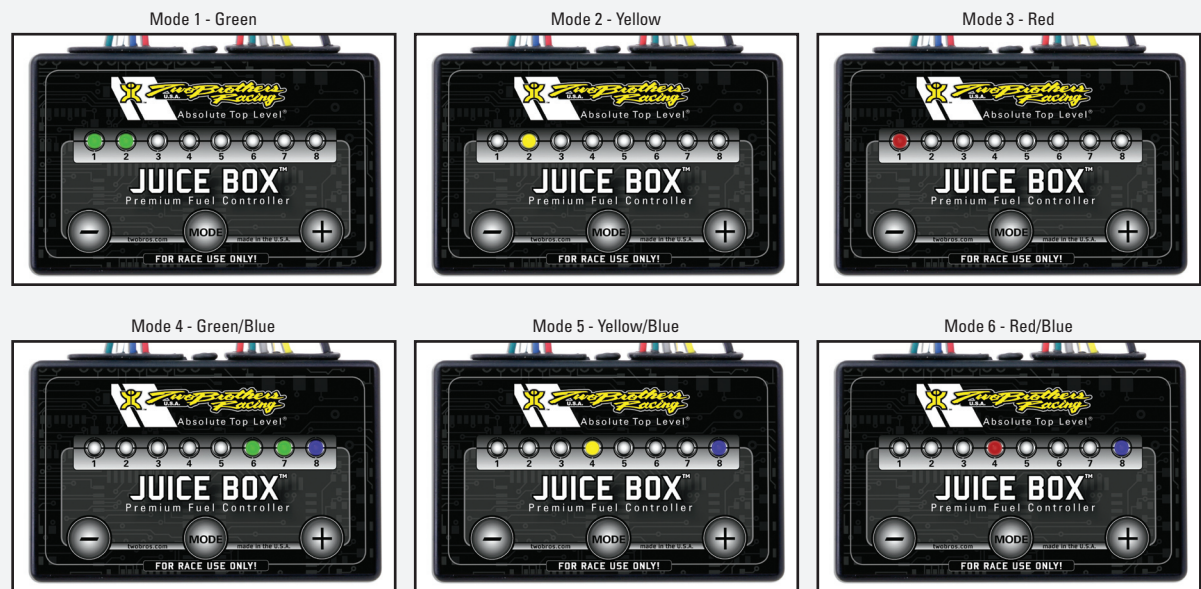 Mode 1 - Green
Two Brothers
U.S.A. Racing
Absolute Top Level®
1 2 3 4 5 6 7 8
JUICE BOX™
Premium Fuel Controller
- MODE +
twobros.com made in the U.S.A.
FOR RACE USE ONLY!
Mode 2 - Yellow
Two Brothers
U.S.A. Racing
Absolute Top Level®
1 2 3 4 5 6 7 8
JUICE BOX™
Premium Fuel Controller
- MODE +
twobros.com made in the U.S.A.
FOR RACE USE ONLY!
Mode 3 - Red
Two Brothers
U.S.A. Racing
Absolute Top Level®
1 2 3 4 5 6 7 8
JUICE BOX™
Premium Fuel Controller
- MODE +
twobros.com made in the U.S.A.
FOR RACE USE ONLY!
Mode 4 - Green/Blue
Two Brothers
U.S.A. Racing
Absolute Top Level®
1 2 3 4 5 6 7 8
JUICE BOX™
Premium Fuel Controller
- MODE +
twobros.com made in the U.S.A.
FOR RACE USE ONLY!
Mode 5 - Yellow/Blue
Two Brothers
U.S.A. Racing
Absolute Top Level®
1 2 3 4 5 6 7 8
JUICE BOX™
Premium Fuel Controller
- MODE +
twobros.com made in the U.S.A.
FOR RACE USE ONLY!
Mode 6 - Red/Blue
Two Brothers
U.S.A. Racing
Absolute Top Level®
1 2 3 4 5 6 7 8
JUICE BOX™
Premium Fuel Controller
- MODE +
twobros.com made in the U.S.A.
FOR RACE USE ONLY!